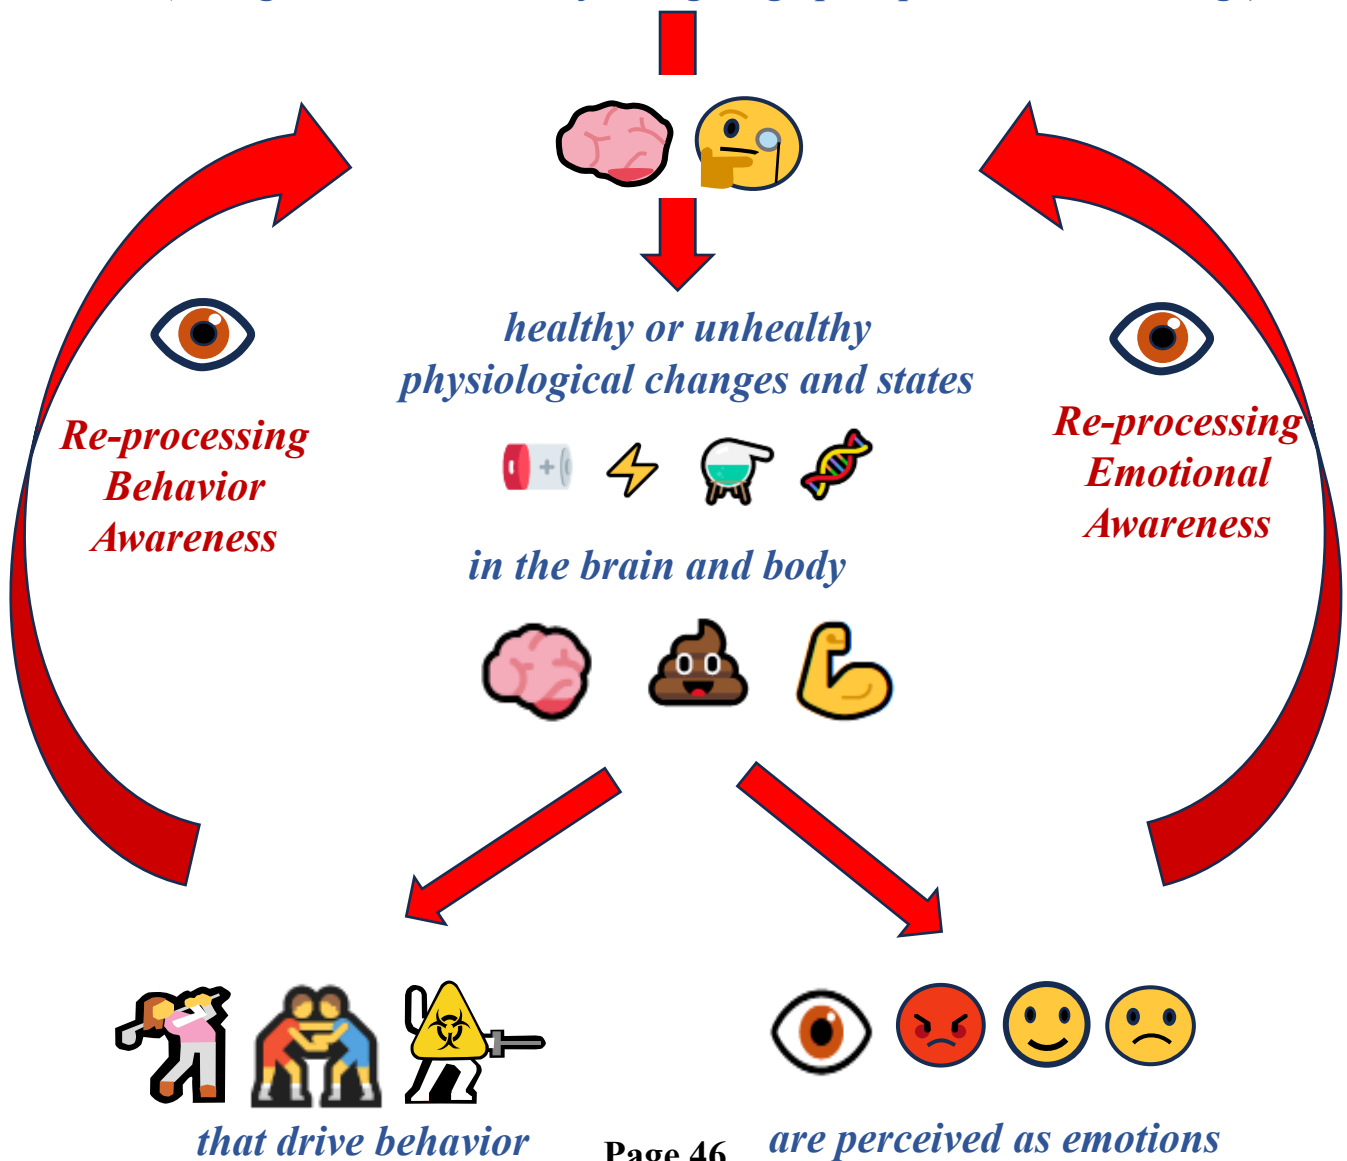 healthy or unhealthy
physiological changes and states
Re-processing
Behavior
Awareness
Re-processing
Emotional
Awareness
in the brain and body
that drive behavior
are perceived as emotions
Page 46